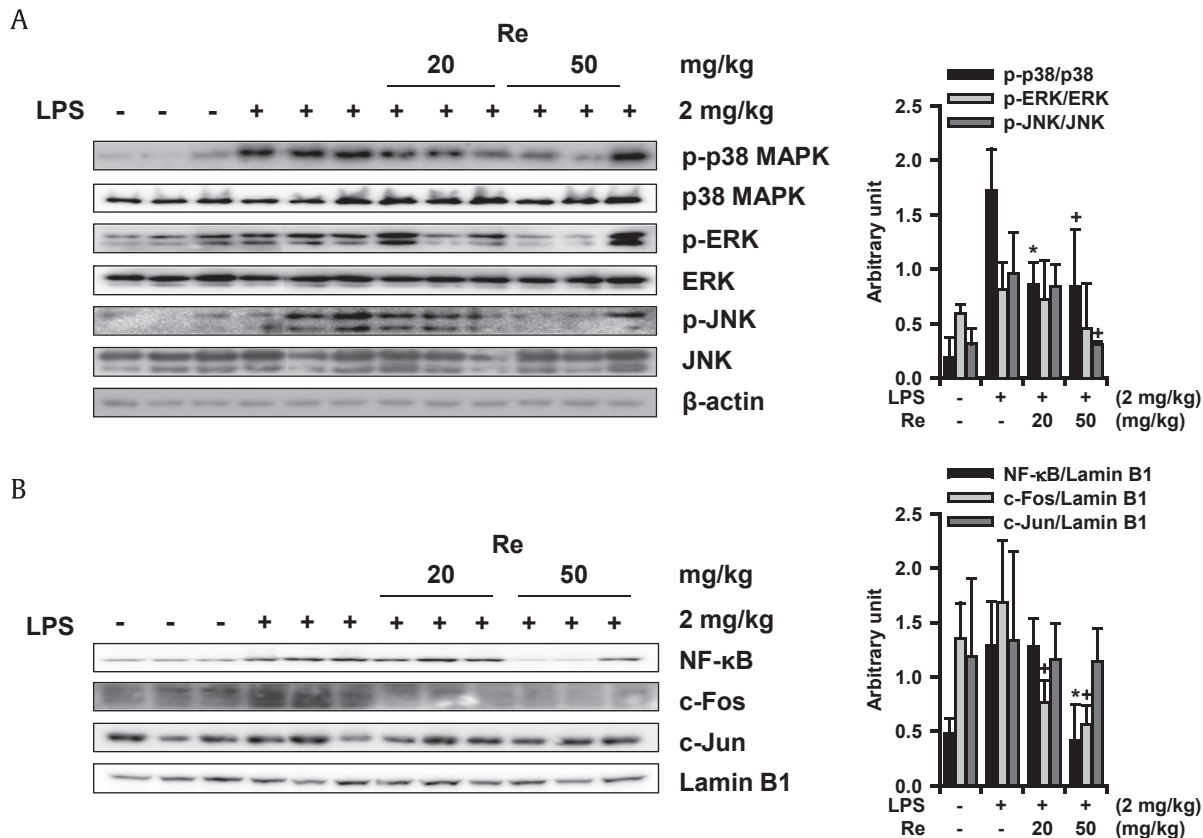 A
Re
20 50 mg/kg
LPS - - - + + + + + + + + + 2 mg/kg
p-p38 MAPK
p38 MAPK
p-ERK
ERK
p-JNK
JNK
β-actin
p-p38/p38
p-ERK/ERK
p-JNK/JNK
Arbitrary unit
2.5
2.0
1.5
1.0
0.5
0.0
* + +
LPS - + + + (2 mg/kg)
Re - - 20 50 (mg/kg)
B
Re
20 50 mg/kg
LPS - - - + + + + + + + + + 2 mg/kg
NF-κB
c-Fos
c-Jun
Lamin B1
NF-κB/Lamin B1
c-Fos/Lamin B1
c-Jun/Lamin B1
Arbitrary unit
2.5
2.0
1.5
1.0
0.5
0.0
+ * +
LPS - + + + (2 mg/kg)
Re - - 20 50 (mg/kg)